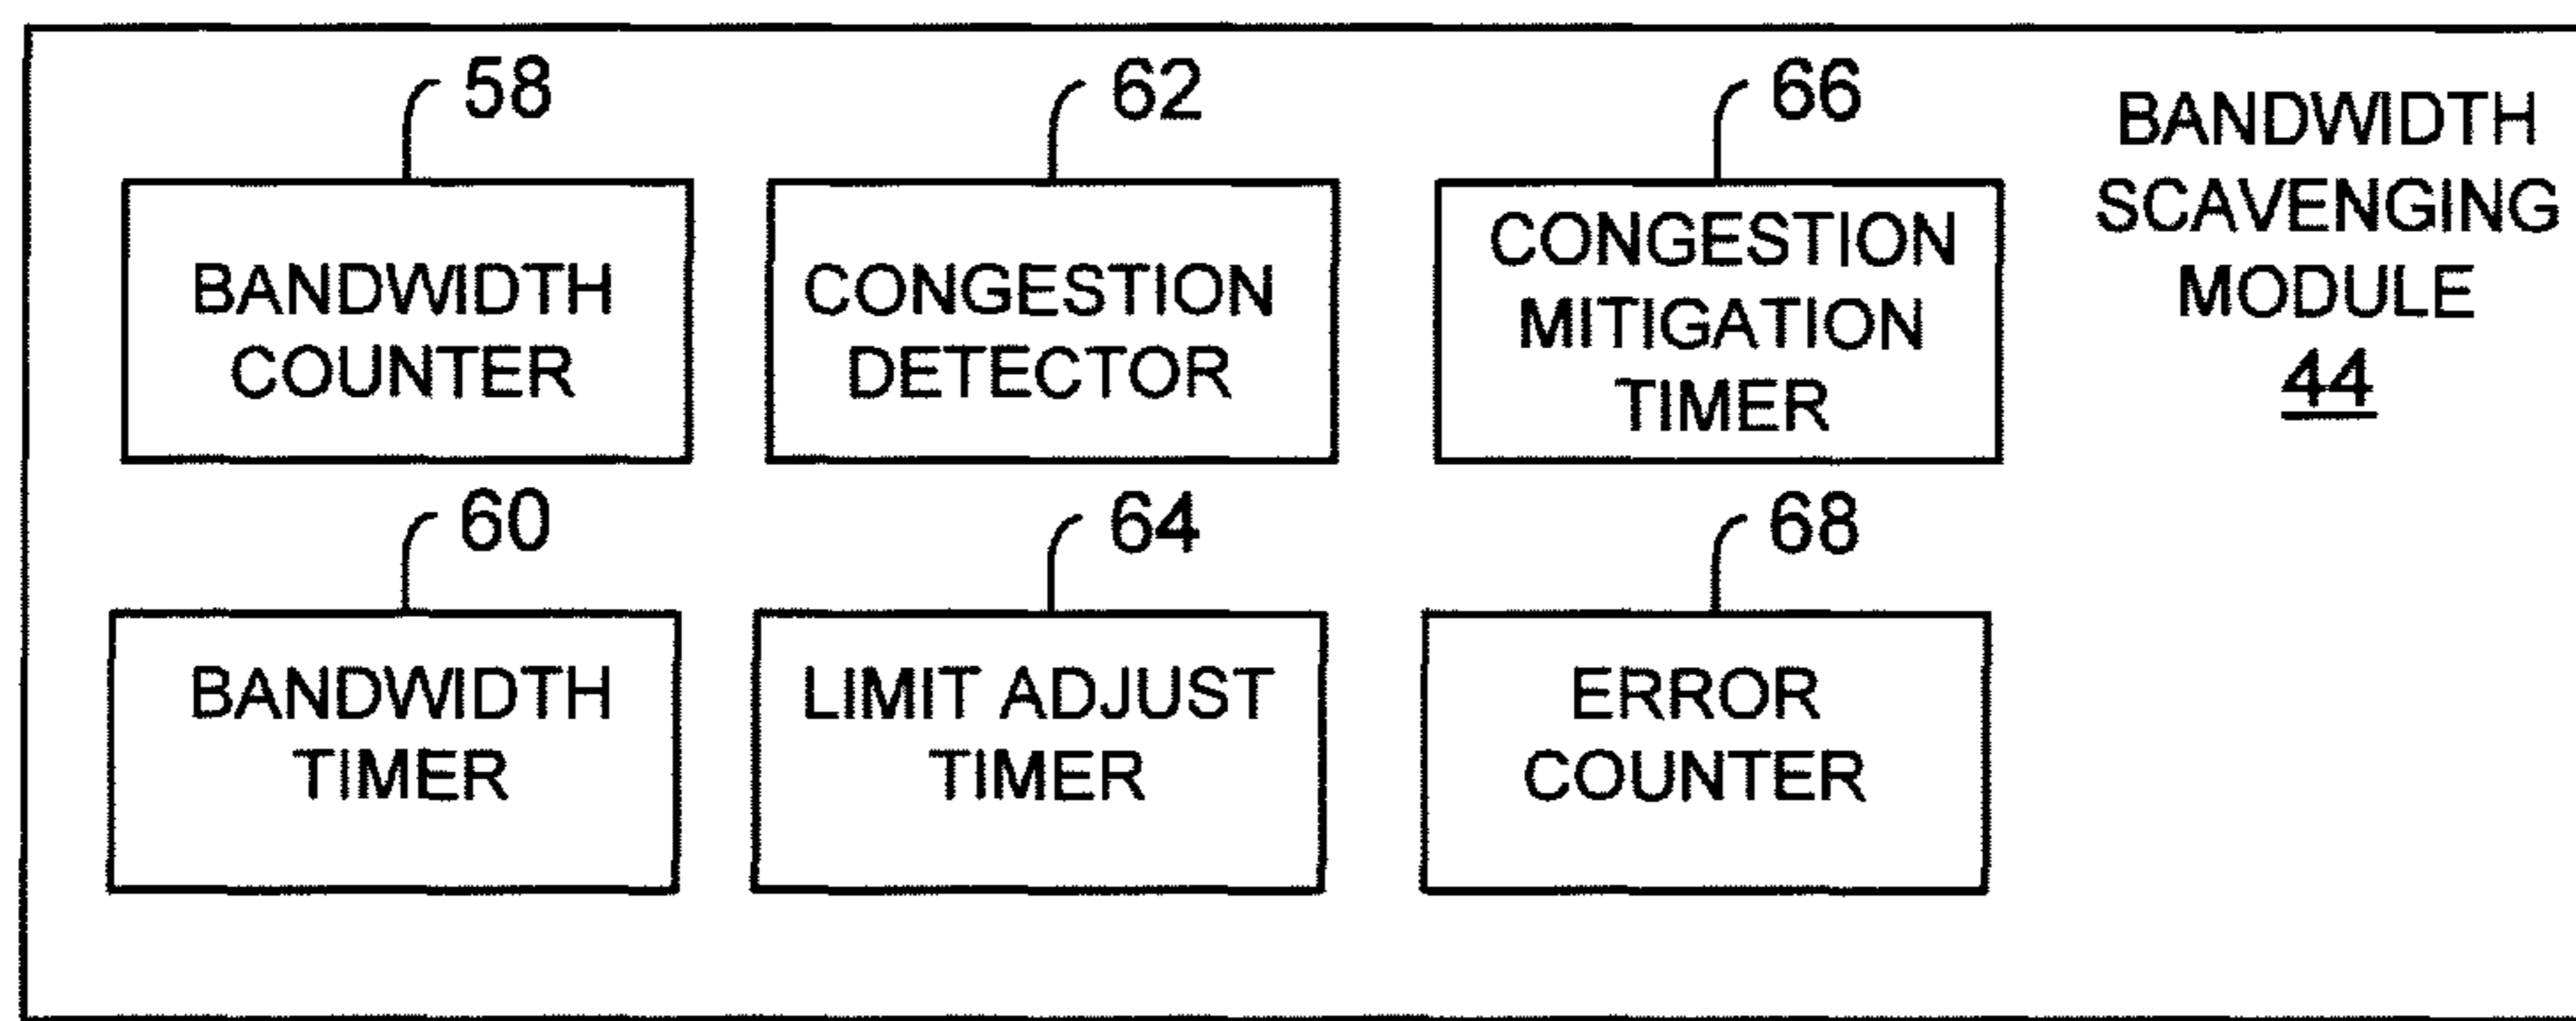 58
BANDWIDTH
COUNTER
62
CONGESTION
DETECTOR
66
CONGESTION
MITIGATION
TIMER
BANDWIDTH
SCAVENGING
MODULE
44
60
BANDWIDTH
TIMER
64
LIMIT ADJUST
TIMER
68
ERROR
COUNTER